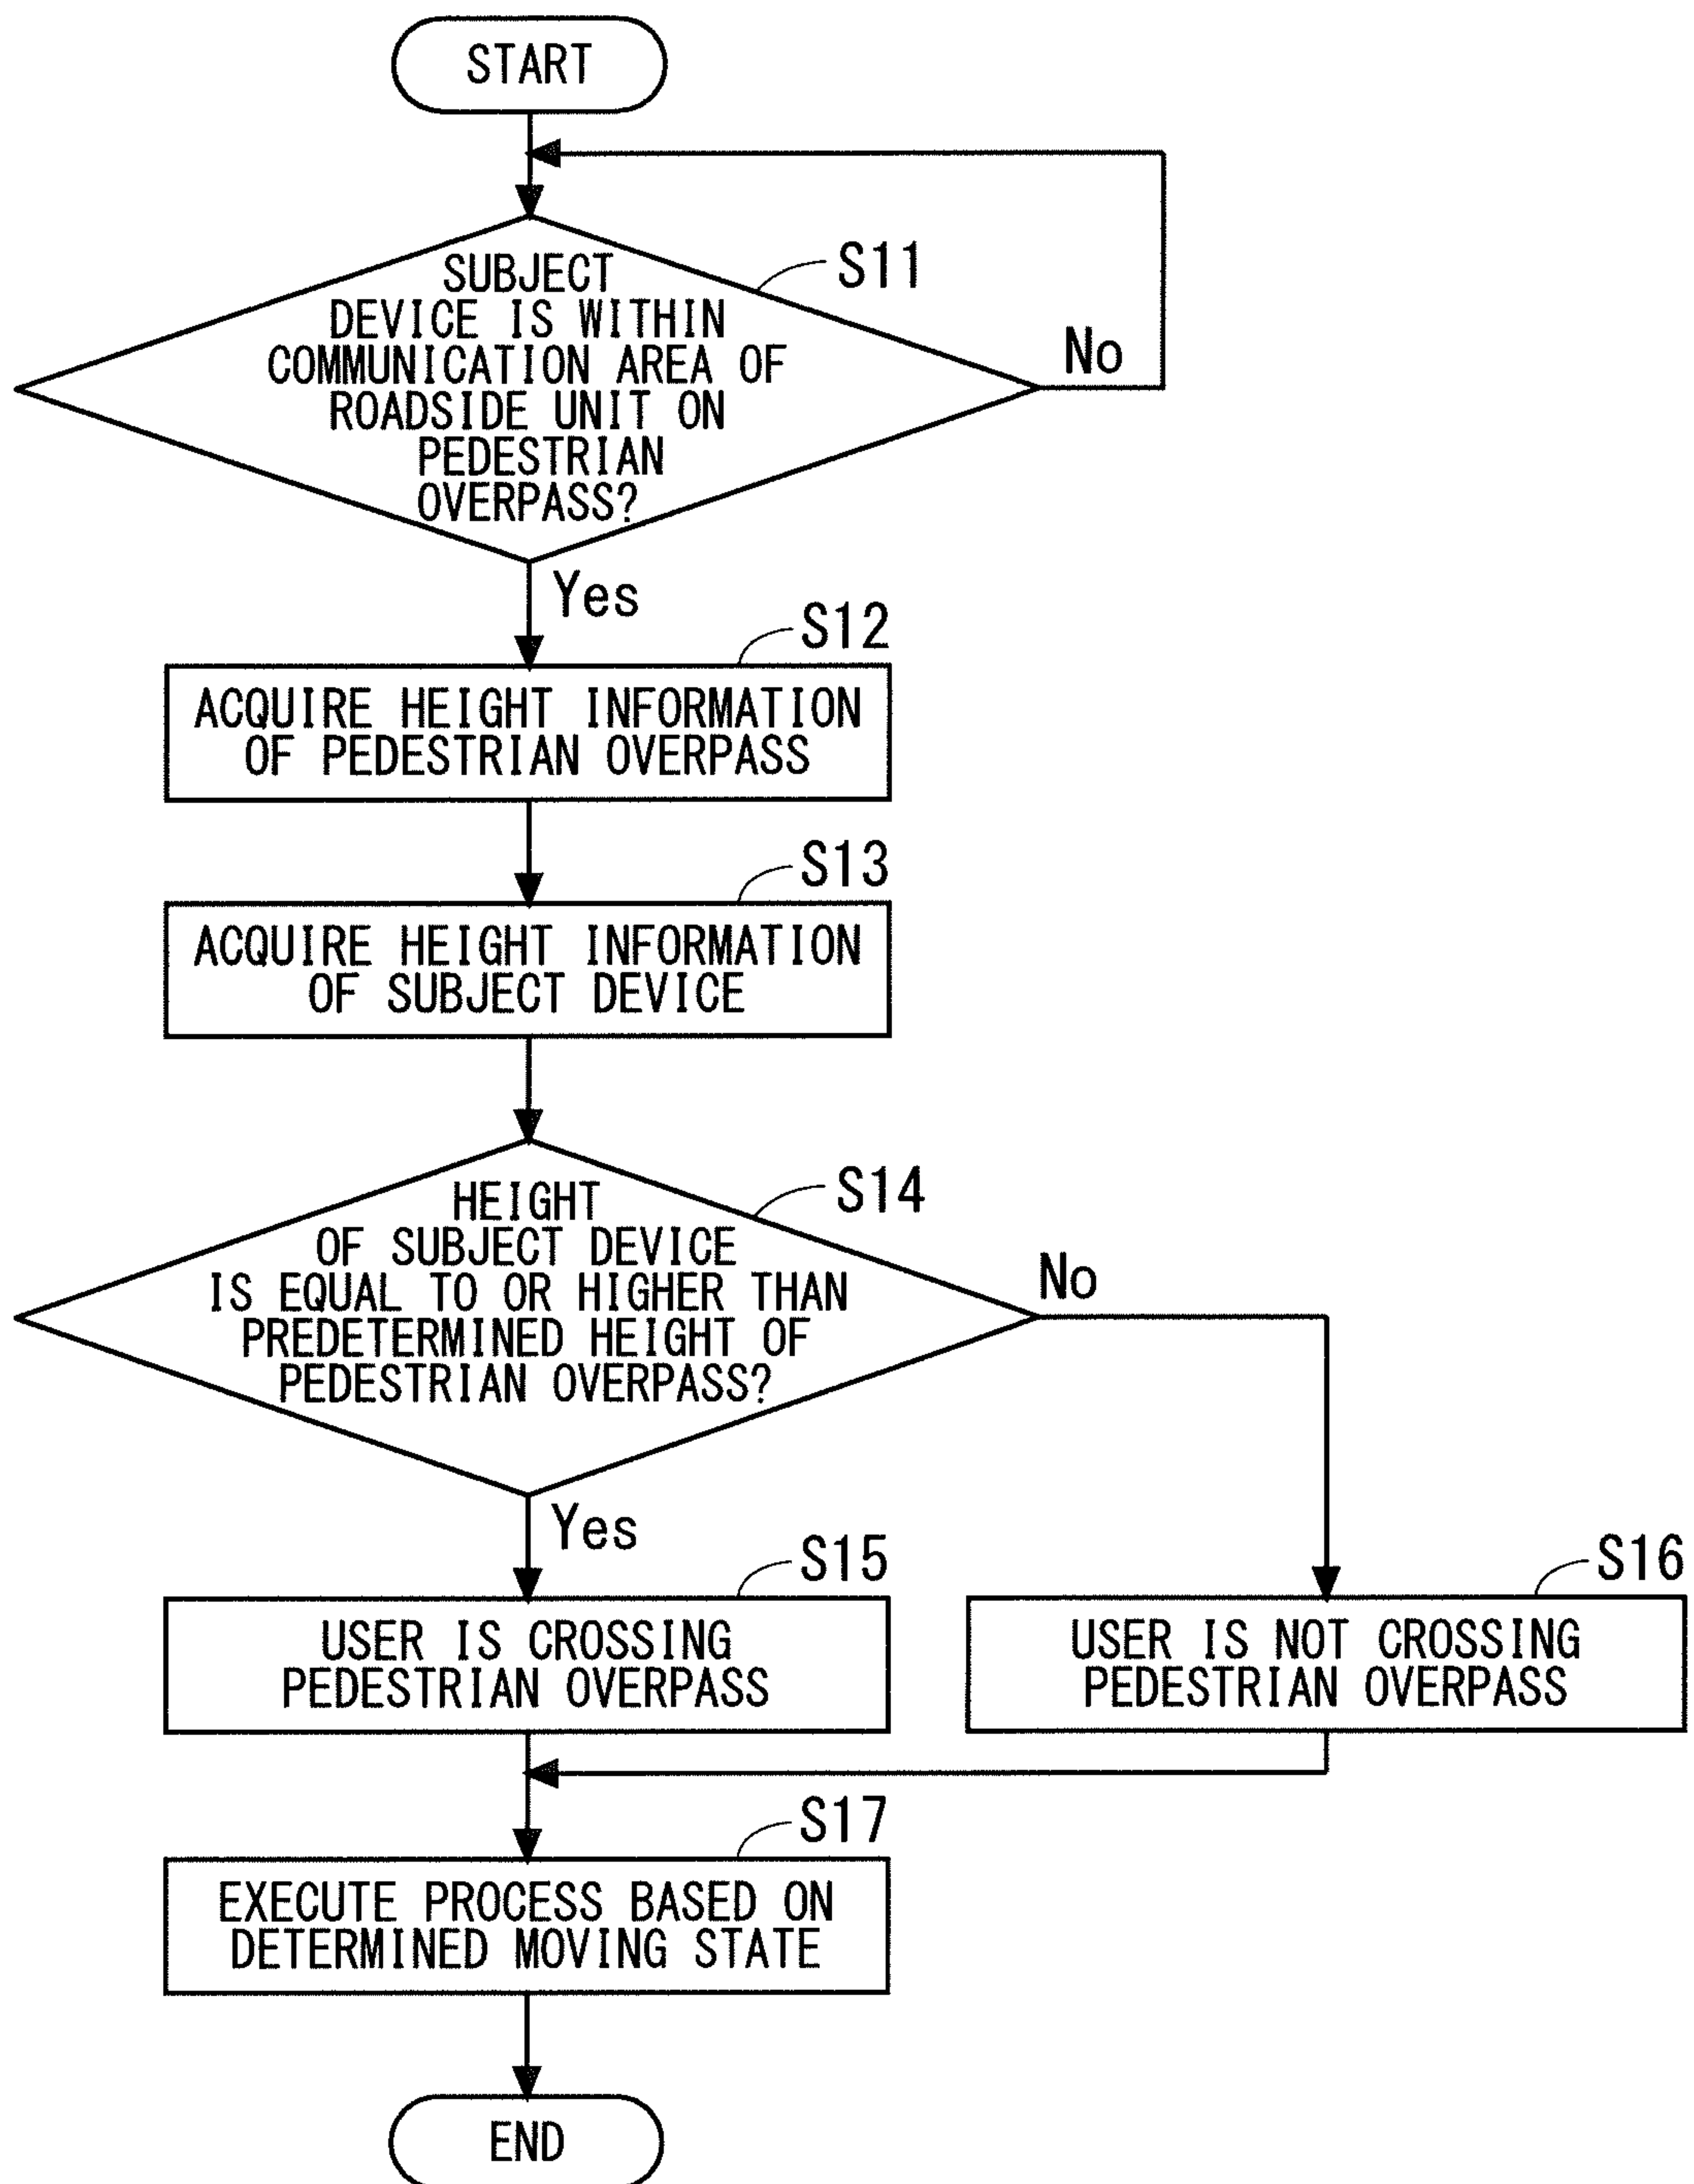 START
S11
SUBJECT
DEVICE IS WITHIN
COMMUNICATION AREA OF
ROADSIDE UNIT ON
PEDESTRIAN
OVERPASS?
No
Yes
S12
ACQUIRE HEIGHT INFORMATION
OF PEDESTRIAN OVERPASS
S13
ACQUIRE HEIGHT INFORMATION
OF SUBJECT DEVICE
S14
HEIGHT
OF SUBJECT DEVICE
IS EQUAL TO OR HIGHER THAN
PREDETERMINED HEIGHT OF
PEDESTRIAN OVERPASS?
No
Yes
S15
USER IS CROSSING
PEDESTRIAN OVERPASS
S16
USER IS NOT CROSSING
PEDESTRIAN OVERPASS
S17
EXECUTE PROCESS BASED ON
DETERMINED MOVING STATE
END